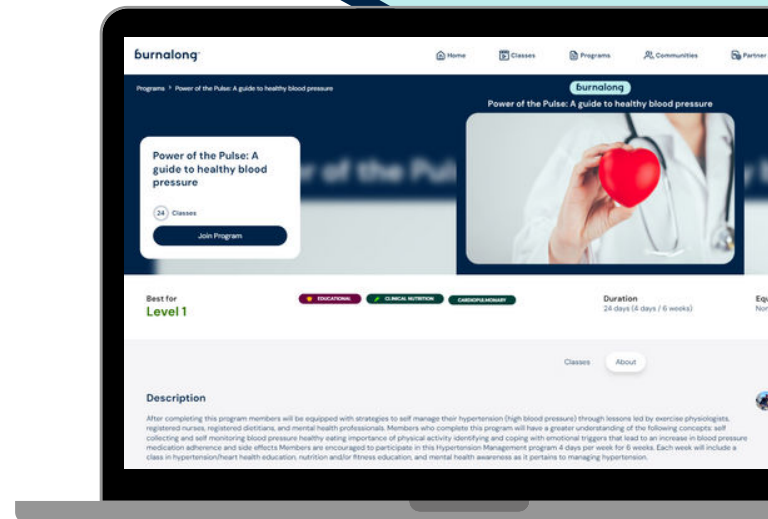 burnalong
Home
Classes
Programs
Communities
Partner
Programs > Power of the Pulse: A guide to healthy blood pressure
burnalong
Power of the Pulse: A guide to healthy blood pressure
Power of the Pulse: A
guide to healthy blood
pressure
24 Classes
Join Program
r of the Pul
Best for
Level 1
EDUCATIONAL
CLINICAL NUTRITION
CARDIOPULMONARY
Duration
24 days (4 days / 6 weeks)
Equ
Non
Classes
About
Description
After completing this program members will be equipped with strategies to self manage their hypertension (high blood pressure) through lessons led by exercise physiologists,
registered nurses, registered dietitians, and mental health professionals. Members who complete this program will have a greater understanding of the following concepts: self
collecting and self monitoring blood pressure healthy eating importance of physical activity identifying and coping with emotional triggers that lead to an increase in blood pressure
medication adherence and side effects Members are encouraged to participate in this Hypertension Management program 4 days per week for 6 weeks. Each week will include a
class in hypertension/heart health education, nutrition and/or fitness education, and mental health awareness as it pertains to managing hypertension.